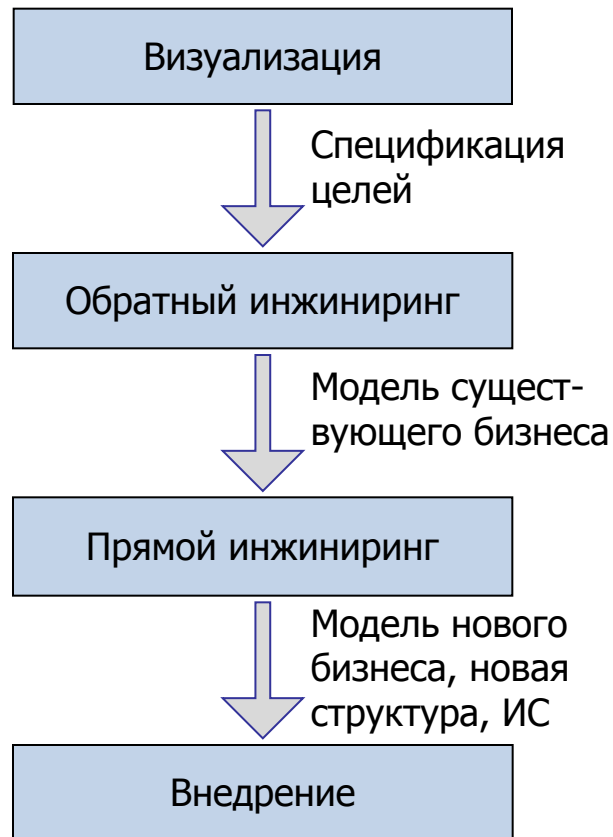 Визуализация
Спецификация
целей
Обратный инжиниринг
Модель сущест-
вующего бизнеса
Прямой инжиниринг
Модель нового
бизнеса, новая
структура, ИС
Внедрение